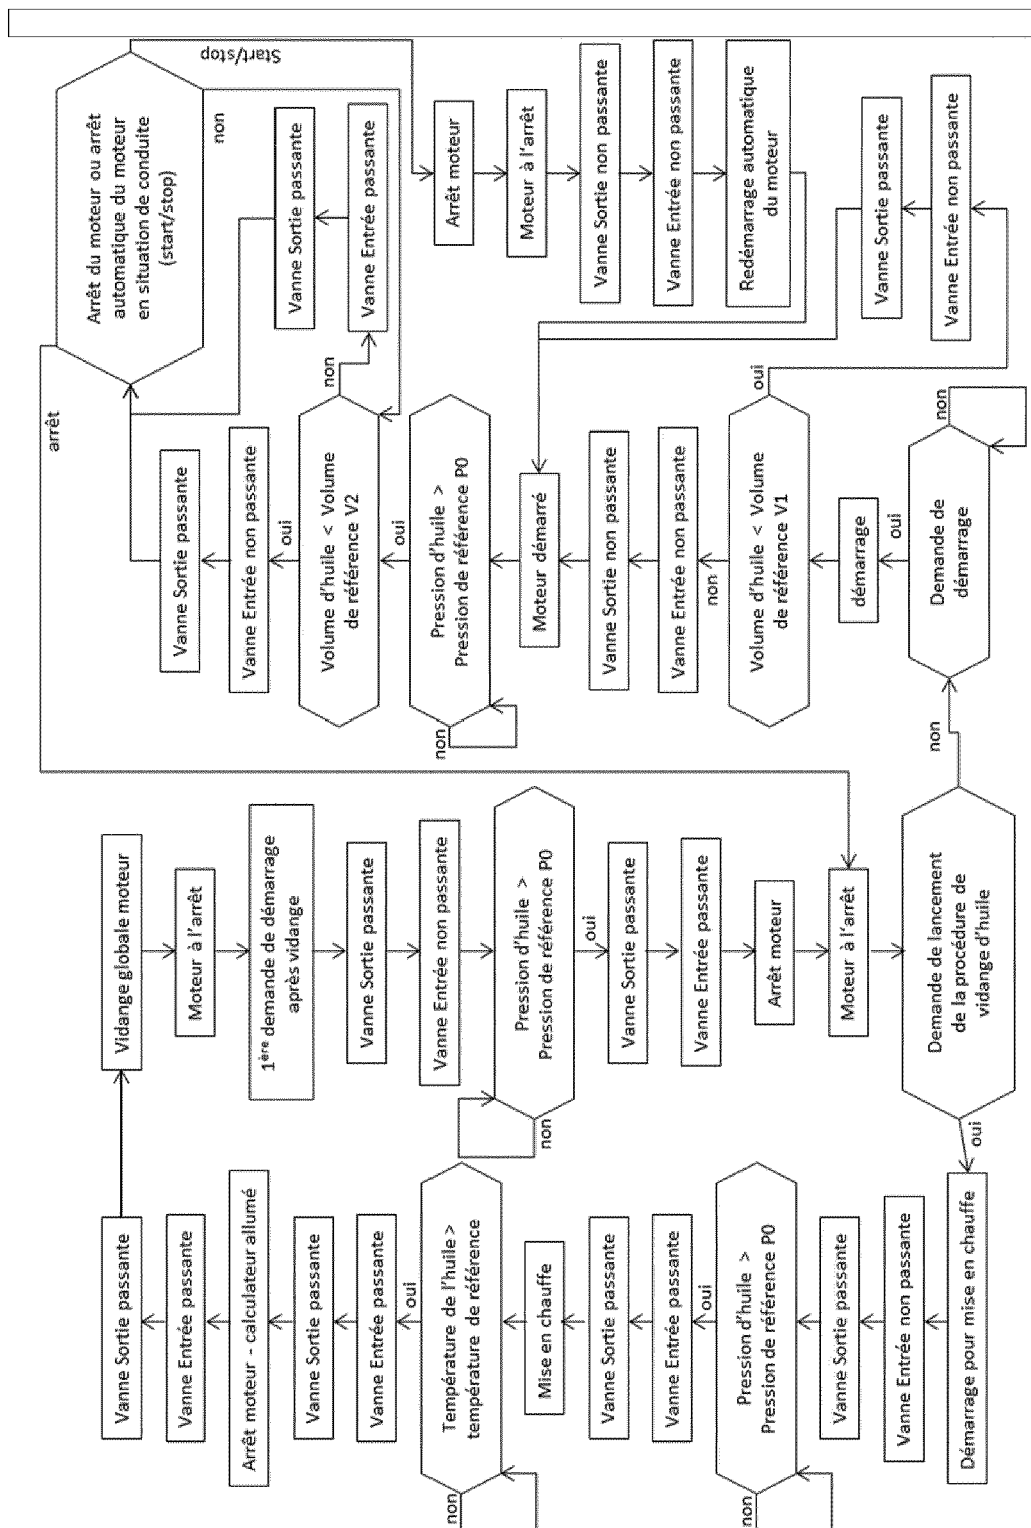 Vanne Sortie passante
Vanne Entrée passante
Arrêt moteur – calculateur allumé
Vanne Sortie passante
Vanne Entrée passante
oui
Température de l'huile >
température de référence
non
Mise en chauffe
Vanne Sortie passante
Vanne Entrée passante
oui
Pression d'huile >
Pression de référence P0
non
Vanne Sortie passante
Vanne Entrée non passante
Démarrage pour mise en chauffe
oui
Vidange globale moteur
Moteur à l'arrêt
1ère demande de démarrage
après vidange
Vanne Sortie passante
Vanne Entrée non passante
Pression d'huile >
Pression de référence P0
non
oui
Vanne Sortie passante
Vanne Entrée passante
Arrêt moteur
Moteur à l'arrêt
Demande de lancement
de la procédure de
vidange d'huile
non
arrêt
Vanne Sortie passante
Vanne Entrée non passante
oui
Volume d'huile < Volume
de référence V2
non
oui
Pression d'huile >
Pression de référence P0
non
Moteur démarré
Vanne Sortie non passante
Vanne Entrée non passante
non
Volume d'huile < Volume
de référence V1
oui
démarrage
oui
Demande de
démarrage
non
Arrêt du moteur ou arrêt
automatique du moteur
en situation de conduite
(start/stop)
Start/stop
non
Vanne Sortie passante
Vanne Entrée passante
Arrêt moteur
Moteur à l'arrêt
Vanne Sortie non passante
Vanne Entrée non passante
Redémarrage automatique
du moteur
Vanne Sortie passante
Vanne Entrée non passante